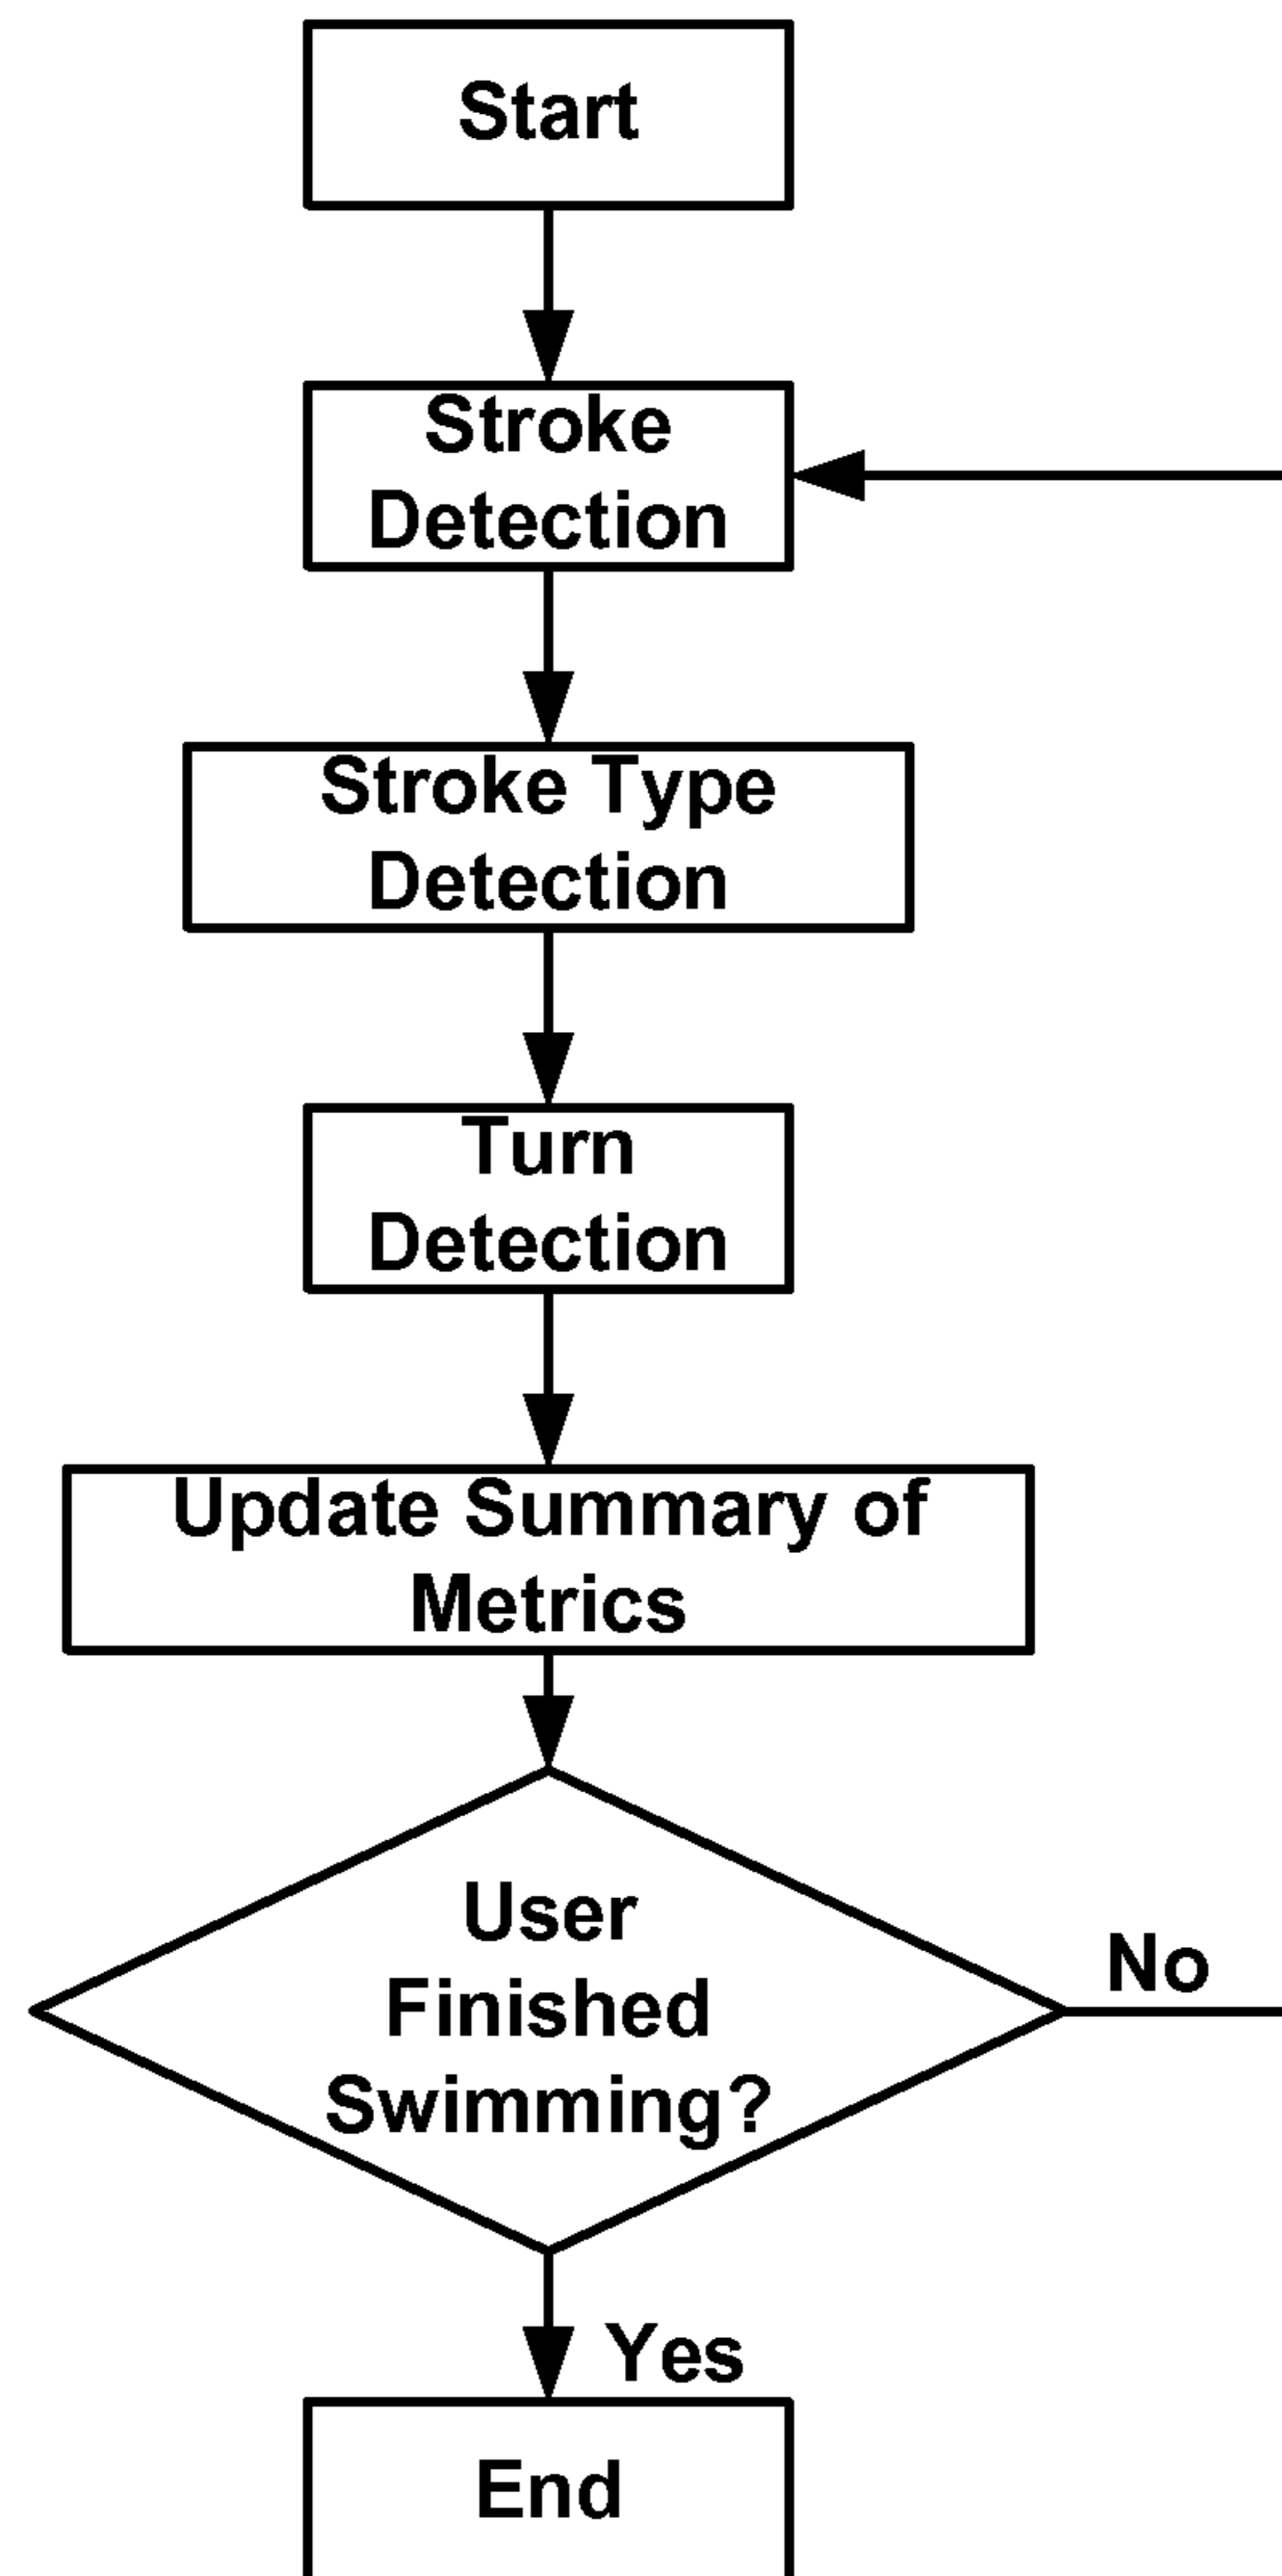 Start
Stroke
Detection
Stroke Type
Detection
Turn
Detection
Update Summary of
Metrics
User
Finished
Swimming?
No
Yes
End